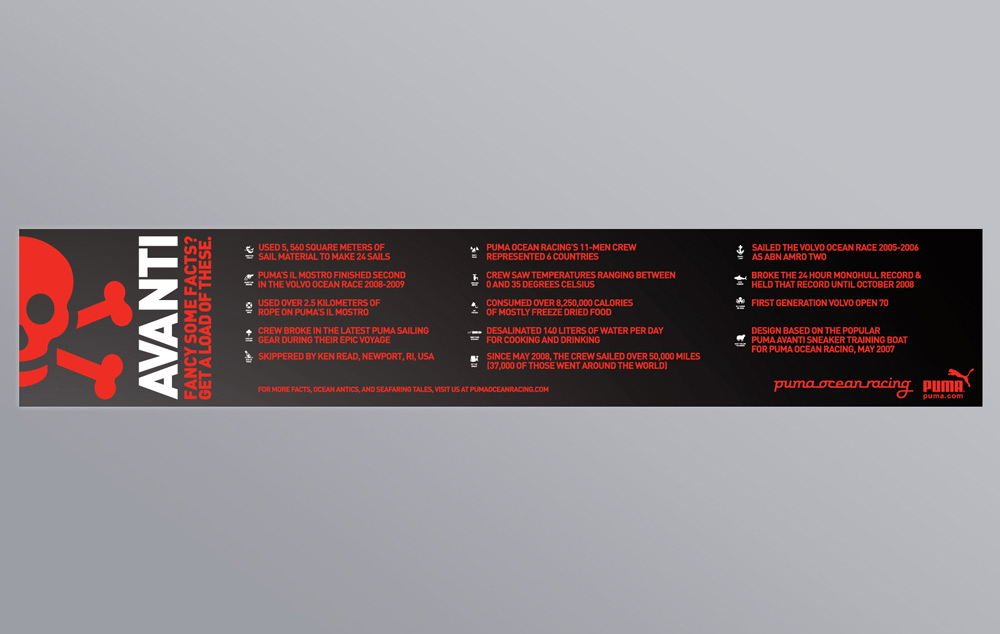 AVANTI
FANCY SOME FACTS?
GET A LOAD OF THESE.
USED 5, 560 SQUARE METERS OF
SAIL MATERIAL TO MAKE 24 SAILS
PUMA'S IL MOSTRO FINISHED SECOND
IN THE VOLVO OCEAN RACE 2008-2009
USED OVER 2.5 KILOMETERS OF
ROPE ON PUMA'S IL MOSTRO
CREW BROKE IN THE LATEST PUMA SAILING
GEAR DURING THEIR EPIC VOYAGE
SKIPPERED BY KEN READ, NEWPORT, RI, USA
PUMA OCEAN RACING'S 11-MEN CREW
REPRESENTED 6 COUNTRIES
CREW SAW TEMPERATURES RANGING BETWEEN
0 AND 35 DEGREES CELSIUS
CONSUMED OVER 8,250,000 CALORIES
OF MOSTLY FREEZE DRIED FOOD
DESALINATED 140 LITERS OF WATER PER DAY
FOR COOKING AND DRINKING
SINCE MAY 2008, THE CREW SAILED OVER 50,000 MILES
(37,000 OF THOSE WENT AROUND THE WORLD)
SAILED THE VOLVO OCEAN RACE 2005-2006
AS ABN AMRO TWO
BROKE THE 24 HOUR MONOHULL RECORD &
HELD THAT RECORD UNTIL OCTOBER 2008
FIRST GENERATION VOLVO OPEN 70
DESIGN BASED ON THE POPULAR
PUMA AVANTI SNEAKER TRAINING BOAT
FOR PUMA OCEAN RACING, MAY 2007
FOR MORE FACTS, OCEAN ANTICS, AND SEAFARING TALES, VISIT US AT PUMAOCEANRACING.COM
puma ocean racing
PUMA
puma.com